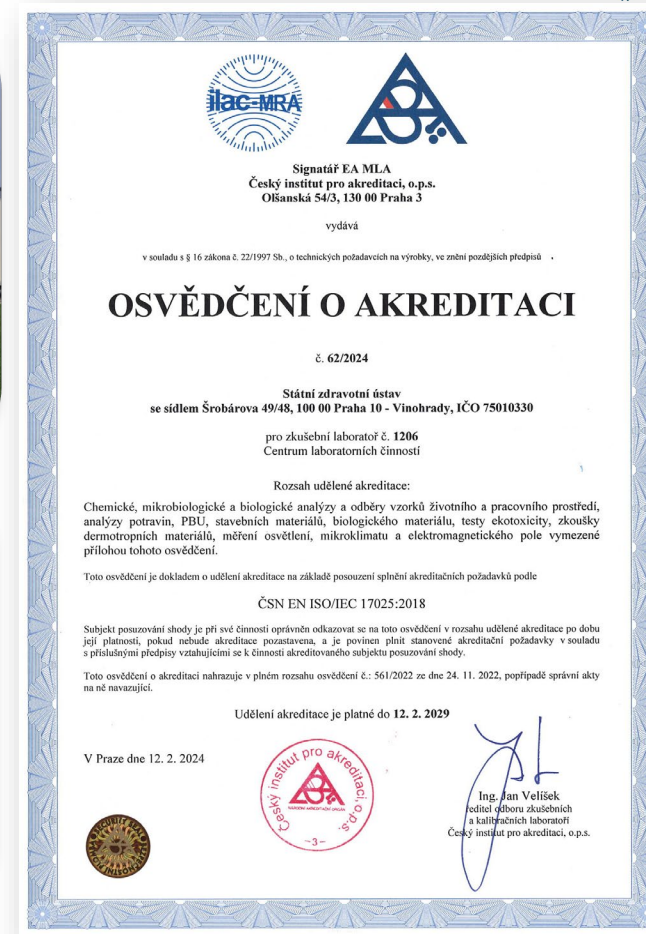 ilac-MRA
Signatář EA MLA
Český institut pro akreditaci, o.p.s.
Olšanská 54/3, 130 00 Praha 3
vydává
v souladu s § 16 zákona č. 22/1997 Sb., o technických požadavcích na výrobky, ve znění pozdějších předpisů
OSVĚDČENÍ O AKREDITACI
č. 62/2024
Státní zdravotní ústav
se sídlem Šrobárova 49/48, 100 00 Praha 10 - Vinohrady, IČO 75010330
pro zkušební laboratoř č. 1206
Centrum laboratorních činností
Rozsah udělené akreditace:
Chemické, mikrobiologické a biologické analýzy a odběry vzorků životního a pracovního prostředí,
analýzy potravin, PBU, stavebních materiálů, biologického materiálu, testy ekotoxicity, zkoušky
dermotropních materiálů, měření osvětlení, mikroklimatu a elektromagnetického pole vymezené
přílohou tohoto osvědčení.
Toto osvědčení je dokladem o udělení akreditace na základě posouzení splnění akreditačních požadavků podle
ČSN EN ISO/IEC 17025:2018
Subjekt posuzování shody je při své činnosti oprávněn odkazovat se na toto osvědčení v rozsahu udělené akreditace po dobu
její platnosti, pokud nebude akreditace pozastavena, a je povinen plnit stanovené akreditační požadavky v souladu
s příslušnými předpisy vztahujícími se k činnosti akreditovaného subjektu posuzování shody.
Toto osvědčení o akreditaci nahrazuje v plném rozsahu osvědčení č.: 561/2022 ze dne 24. 11. 2022, popřípadě správní akty
na ně navazující.
Udělení akreditace je platné do 12. 2. 2029
V Praze dne 12. 2. 2024
Český institut pro akreditaci, o.p.s.
NÁRODNÍ AKREDITAČNÍ ORGÁN
-3-
Ing. Jan Velíšek
ředitel odboru zkušebních
a kalibračních laboratoří
Český institut pro akreditaci, o.p.s.